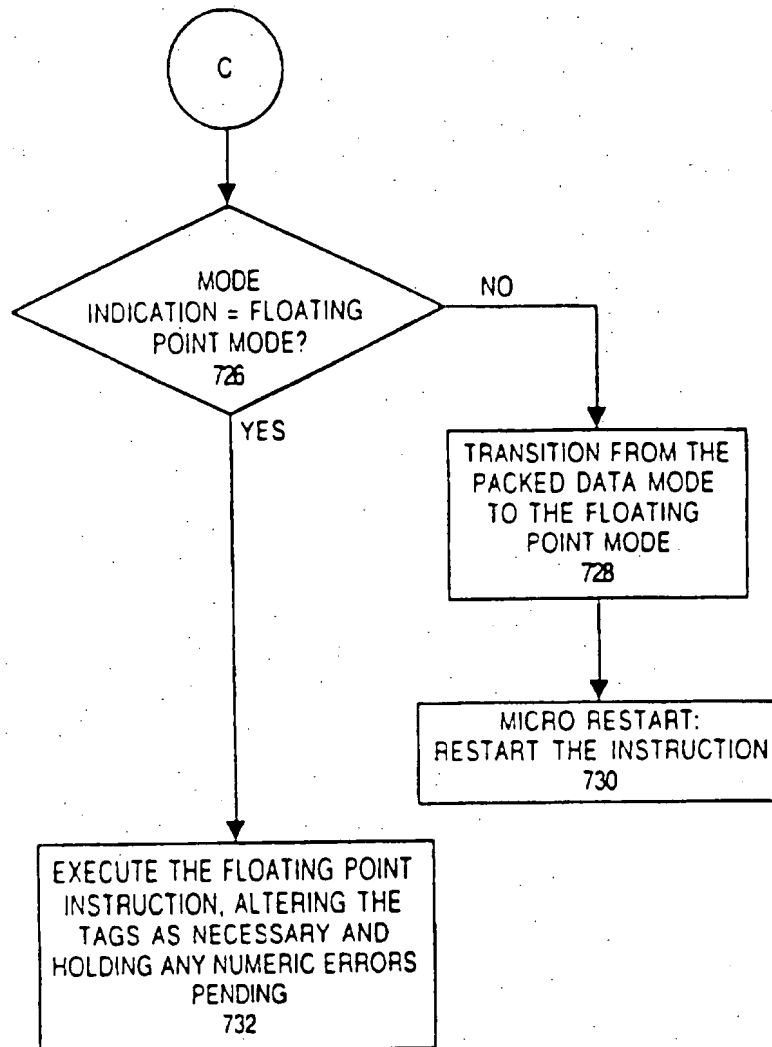 C
MODE
INDICATION = FLOATING
POINT MODE?
726
NO
YES
TRANSITION FROM THE
PACKED DATA MODE
TO THE FLOATING
POINT MODE
728
MICRO RESTART:
RESTART THE INSTRUCTION
730
EXECUTE THE FLOATING POINT
INSTRUCTION, ALTERING THE
TAGS AS NECESSARY AND
HOLDING ANY NUMERIC ERRORS
PENDING
732